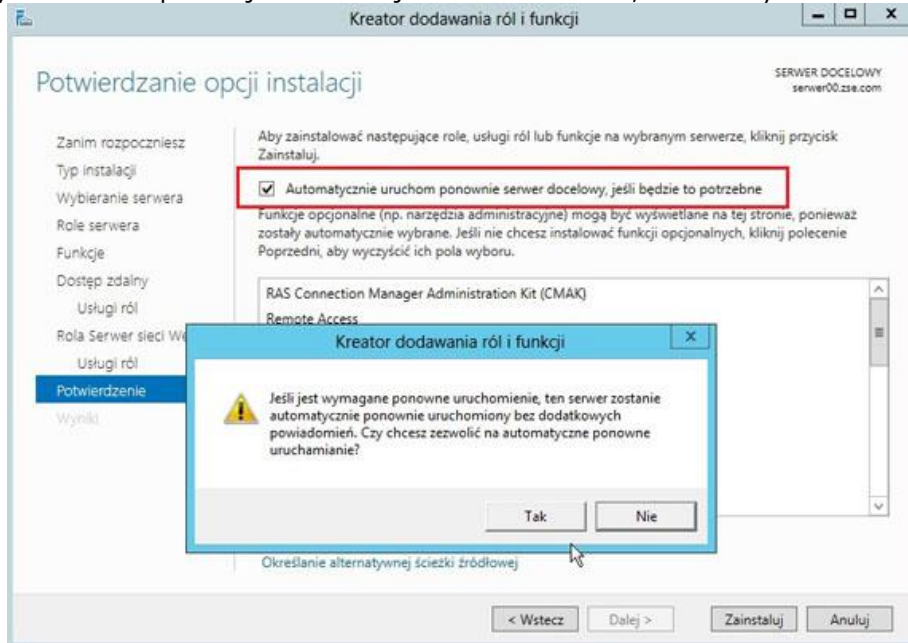 Kreator dodawania ról i funkcji
Potwierdzanie opcji instalacji
SERWER DOCELOWY
serwer00.zse.com
Zanim rozpoczniesz
Typ instalacji
Wybieranie serwera
Role serwera
Funkcje
Dostęp zdalny
Usługi ról
Rola Serwer sieci We
Usługi ról
Potwierdzenie
Wyniki
Aby zainstalować następujące role, usługi ról lub funkcje na wybranym serwerze, kliknij przycisk
Zainstaluj.
Automatycznie uruchom ponownie serwer docelowy, jeśli będzie to potrzebne
Funkcje opcjonalne (np. narzędzia administracyjne) mogą być wyświetlane na tej stronie, ponieważ
zostały automatycznie wybrane. Jeśli nie chcesz instalować funkcji opcjonalnych, kliknij polecenie
Poprzedni, aby wyczyścić ich pola wyboru.
RAS Connection Manager Administration Kit (CMAK)
Remote Access
Kreator dodawania ról i funkcji
Jeśli jest wymagane ponowne uruchomienie, ten serwer zostanie
automatycznie ponownie uruchomiony bez dodatkowych
powiadomień. Czy chcesz zezwolić na automatyczne ponowne
uruchamianie?
Tak
Nie
Określanie alternatywnej ścieżki źródłowej
< Wstecz
Dalej >
Zainstaluj
Anuluj